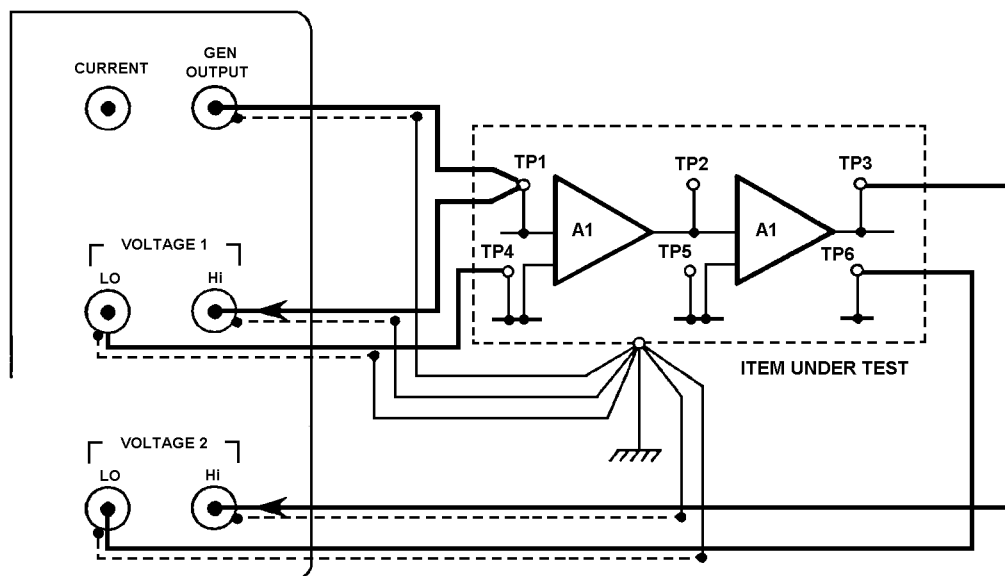 CURRENT
GEN
OUTPUT
TP1
TP2
TP3
A1
A1
TP4
TP5
TP6
VOLTAGE 1
LO
Hi
ITEM UNDER TEST
VOLTAGE 2
LO
Hi